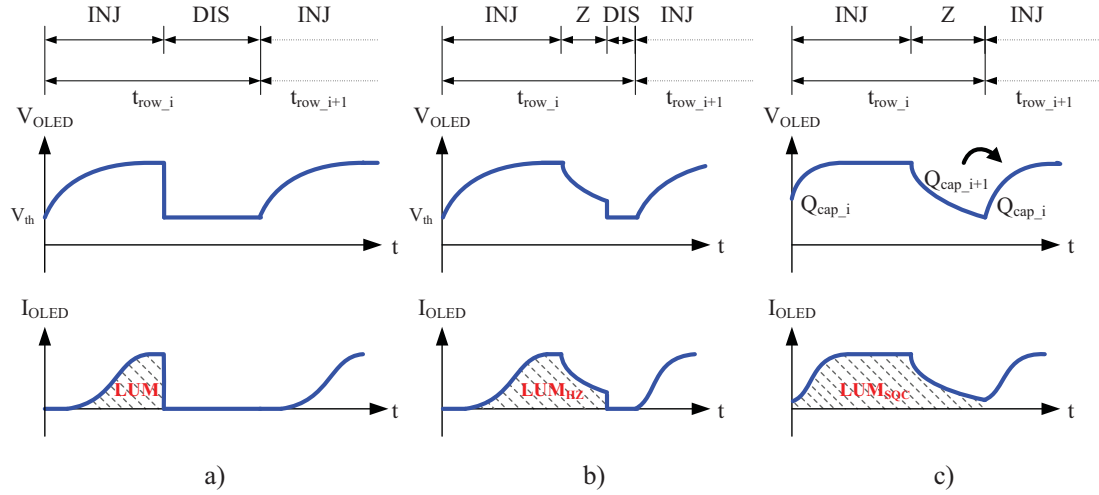 INJ DIS INJ
t_row_i t_row_i+1
V_OLED
V_th
t
I_OLED
LUM
t
a)
INJ Z DIS INJ
t_row_i t_row_i+1
V_OLED
V_th
t
I_OLED
LUM_HZ
t
b)
INJ Z INJ
t_row_i t_row_i+1
V_OLED
Q_cap_i
Q_cap_i+1
Q_cap_i
t
I_OLED
LUM_SQC
t
c)